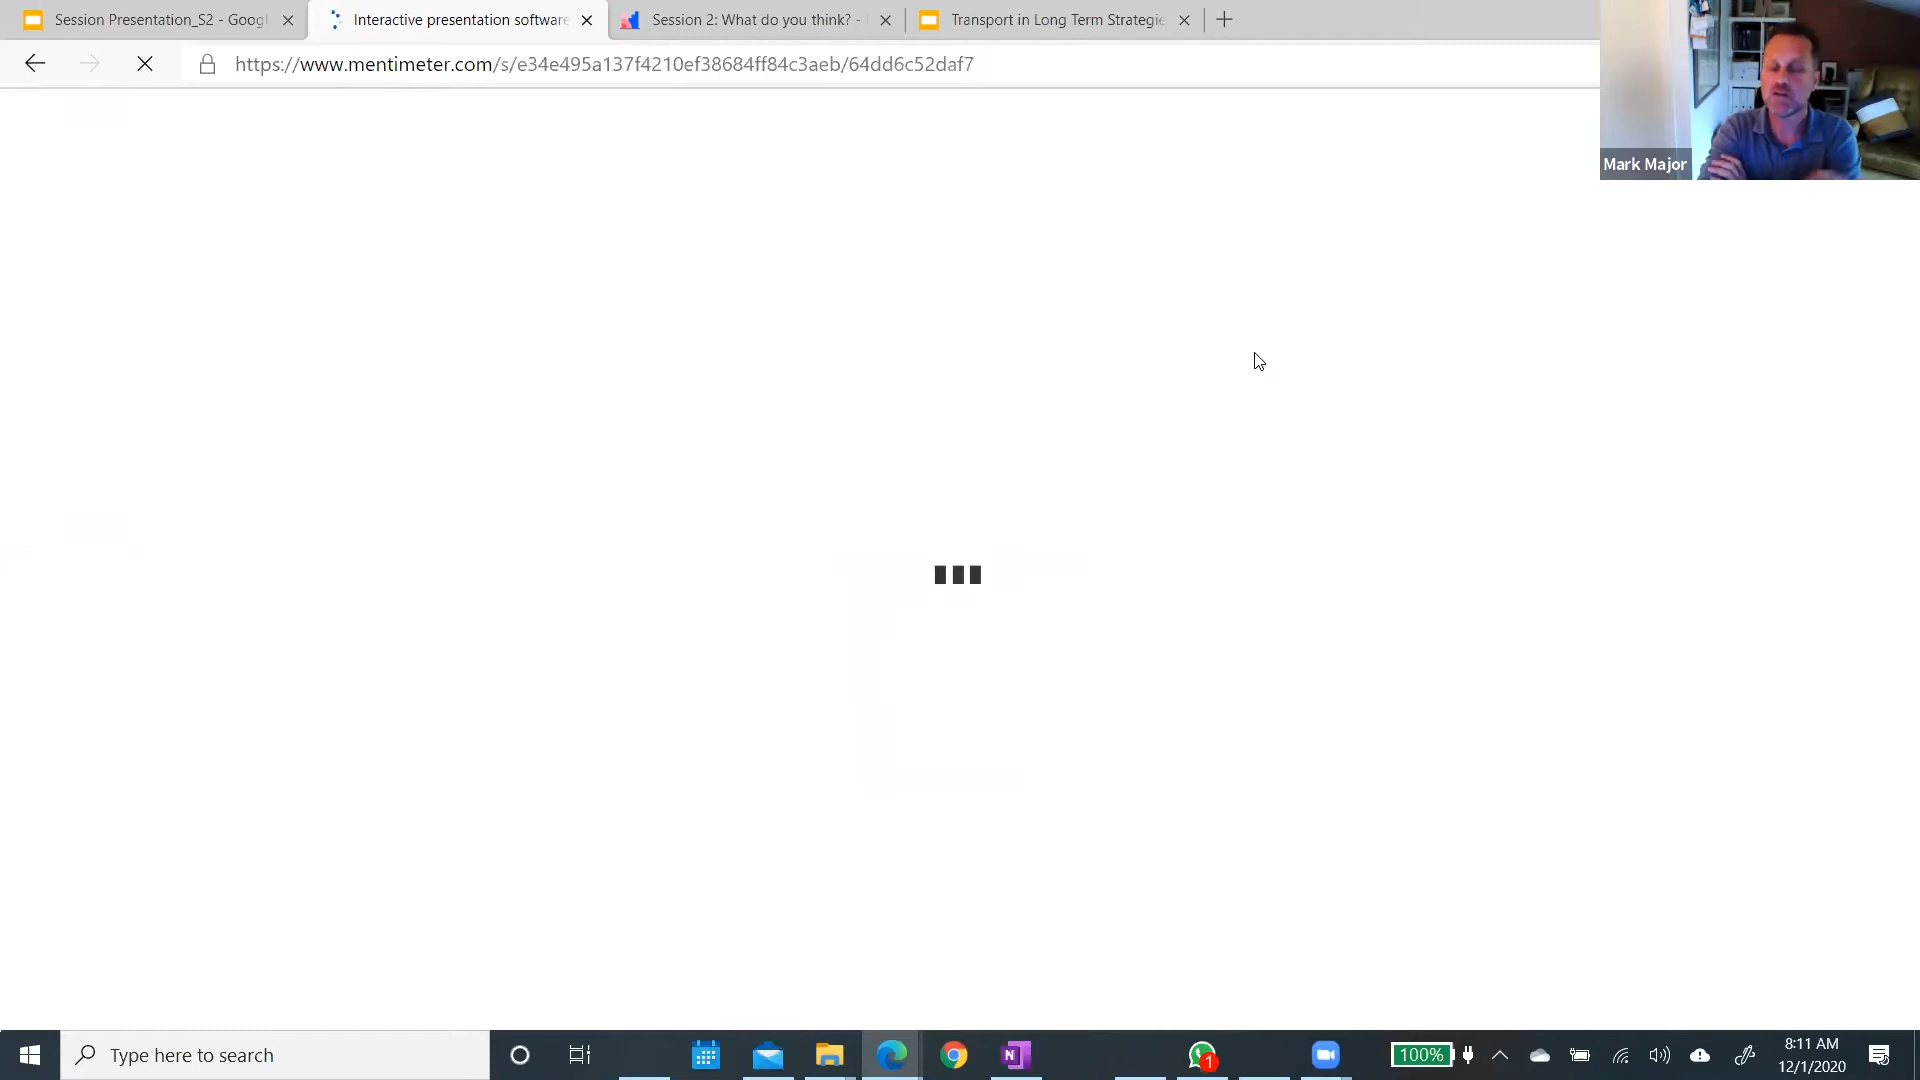 Session Presentation_S2 - Googl
Interactive presentation software
Session 2: What do you think? -
Transport in Long Term Strategie
https://www.mentimeter.com/s/e34e495a137f4210ef38684ff84c3aeb/64dd6c52daf7
Mark Major
Type here to search
N
1
100%
8:11 AM
12/1/2020